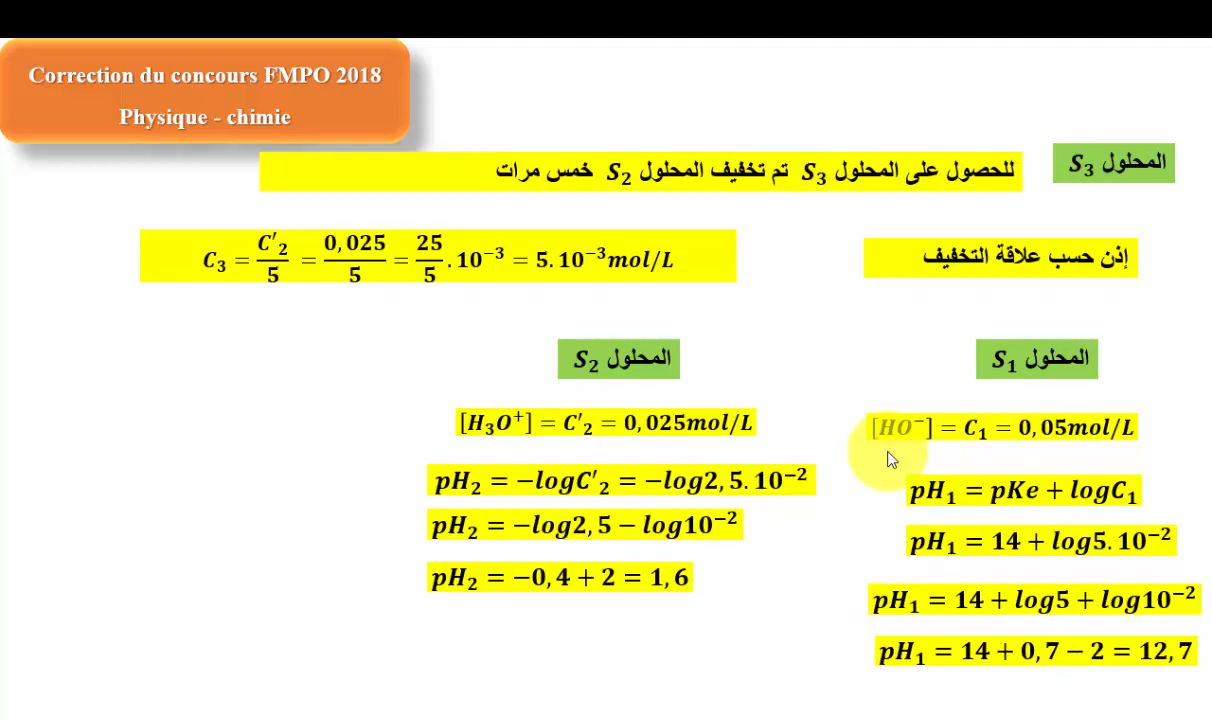 Correction du concours FMPO 2018
Physique - chimie
المحلول S₃
للحصول على المحلول S₃ تم تخفيف المحلول S₂ خمس مرات
إذن حسب علاقة التخفيف
C₃ = C′₂/5 = 0,025/5 = 25/5 . 10⁻³ = 5. 10⁻³mol/L
المحلول S₁
[HO⁻] = C₁ = 0,05mol/L
pH₁ = pKe + logC₁
pH₁ = 14 + log5. 10⁻²
pH₁ = 14 + log5 + log10⁻²
pH₁ = 14 + 0,7 − 2 = 12,7
المحلول S₂
[H₃O⁺] = C′₂ = 0,025mol/L
pH₂ = −logC′₂ = −log2,5. 10⁻²
pH₂ = −log2,5 − log10⁻²
pH₂ = −0,4 + 2 = 1,6